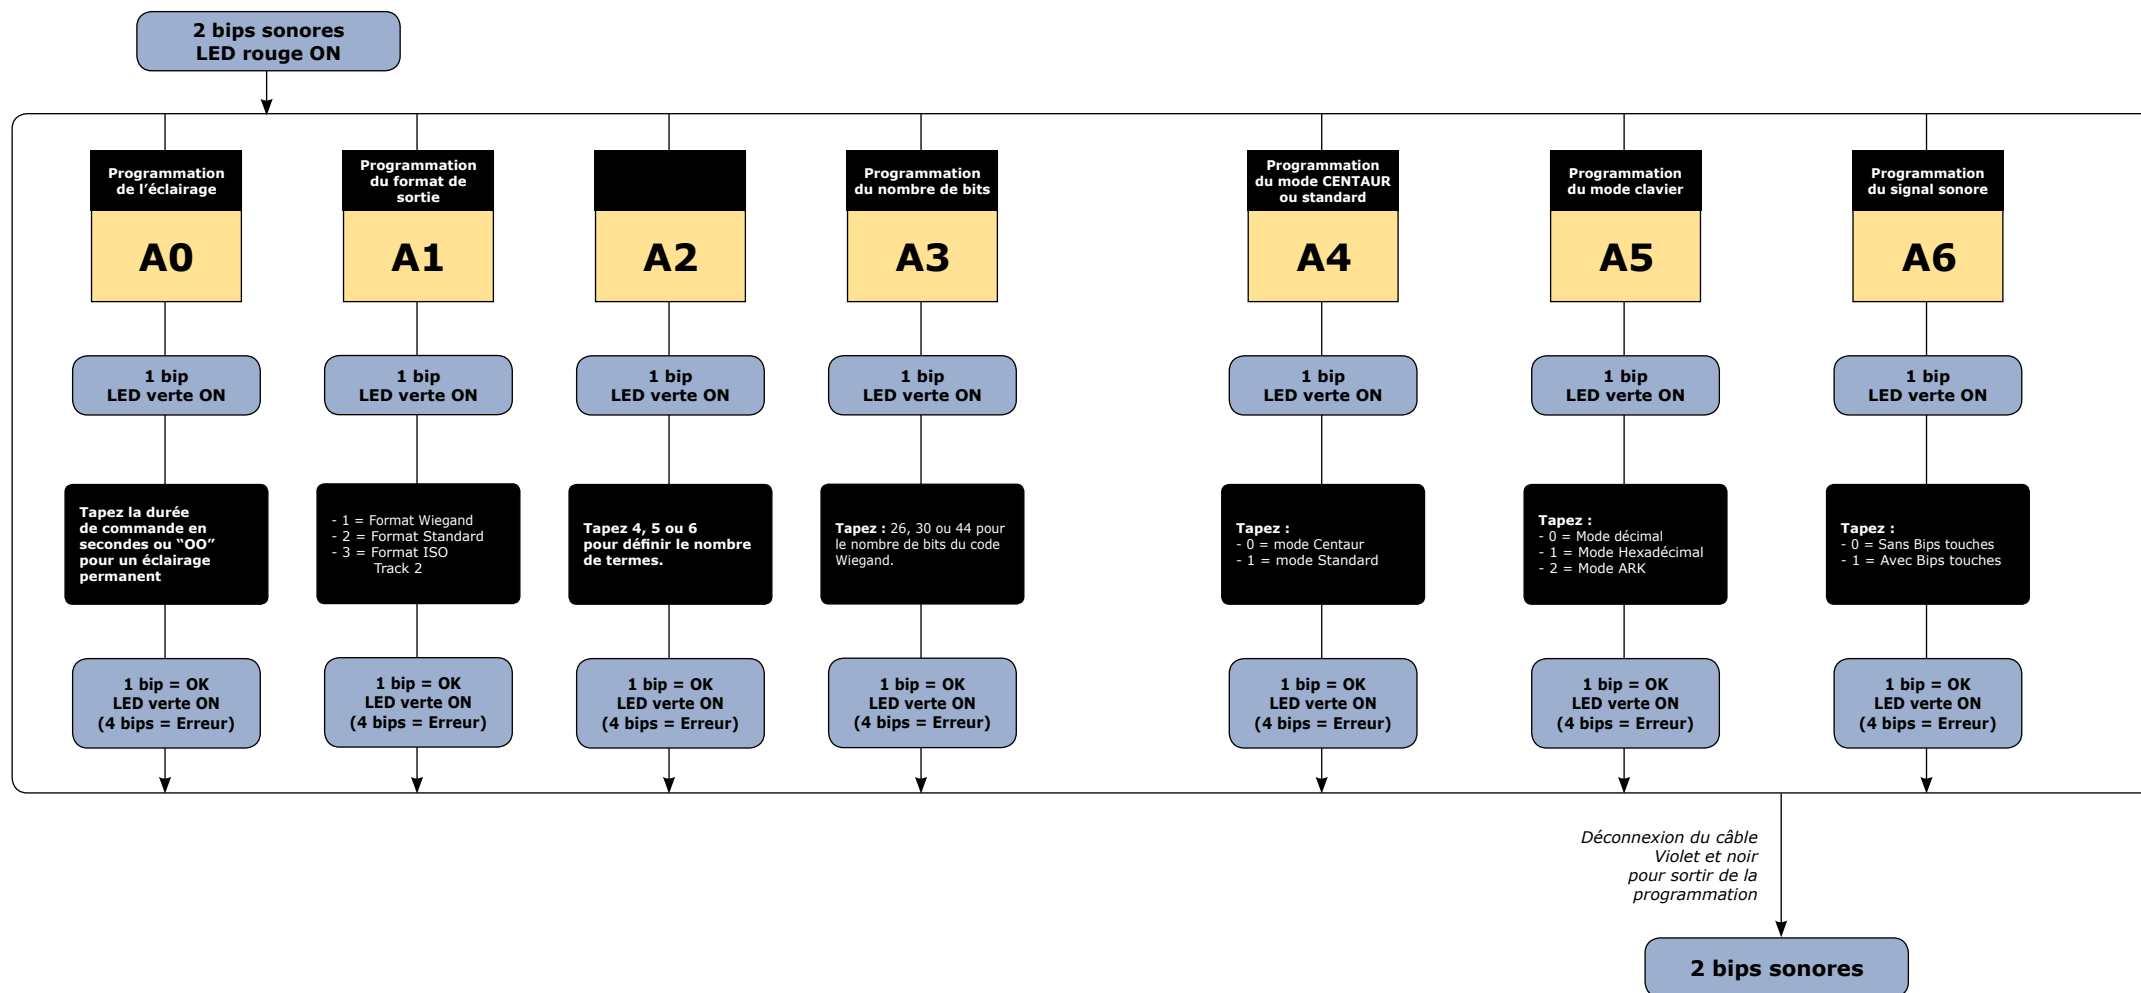 2 bips sonores
LED rouge ON
Programmation
de l’éclairage
A0
1 bip
LED verte ON
Tapez la durée
de commande en
secondes ou “OO”
pour un éclairage
permanent
1 bip = OK
LED verte ON
(4 bips = Erreur)
Programmation
du format de
sortie
A1
1 bip
LED verte ON
- 1 = Format Wiegand
- 2 = Format Standard
- 3 = Format ISO
Track 2
1 bip = OK
LED verte ON
(4 bips = Erreur)
A2
1 bip
LED verte ON
Tapez 4, 5 ou 6
pour définir le nombre
de termes.
1 bip = OK
LED verte ON
(4 bips = Erreur)
Programmation
du nombre de bits
A3
1 bip
LED verte ON
Tapez : 26, 30 ou 44 pour
le nombre de bits du code
Wiegand.
1 bip = OK
LED verte ON
(4 bips = Erreur)
Programmation
du mode CENTAUR
ou standard
A4
1 bip
LED verte ON
Tapez :
- 0 = mode Centaur
- 1 = mode Standard
1 bip = OK
LED verte ON
(4 bips = Erreur)
Programmation
du mode clavier
A5
1 bip
LED verte ON
Tapez :
- 0 = Mode décimal
- 1 = Mode Hexadécimal
- 2 = Mode ARK
1 bip = OK
LED verte ON
(4 bips = Erreur)
Programmation
du signal sonore
A6
1 bip
LED verte ON
Tapez :
- 0 = Sans Bips touches
- 1 = Avec Bips touches
1 bip = OK
LED verte ON
(4 bips = Erreur)
Déconnexion du câble
Violet et noir
pour sortir de la
programmation
2 bips sonores